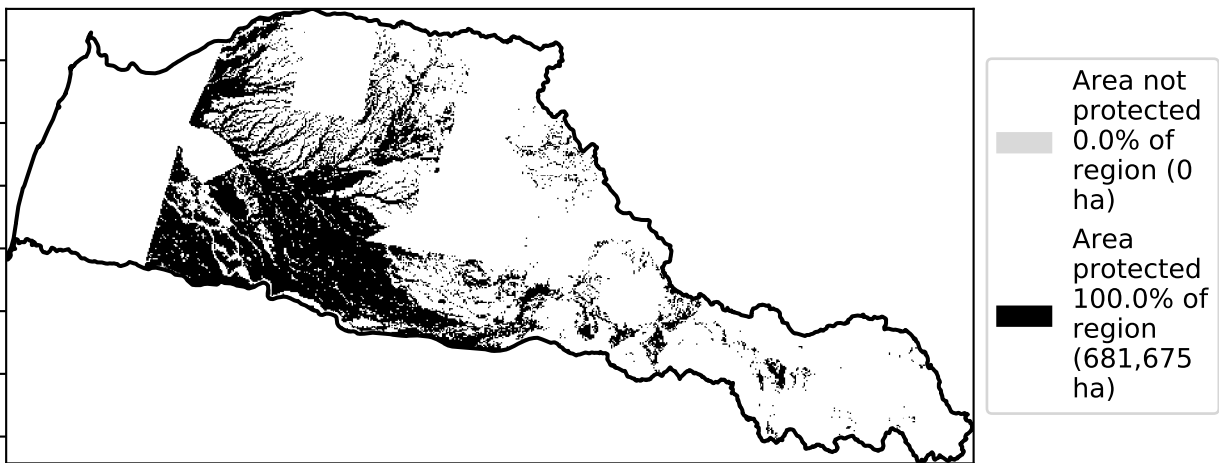 Area not
protected
0.0% of
region (0
ha)
Area
protected
100.0% of
region
(681,675
ha)